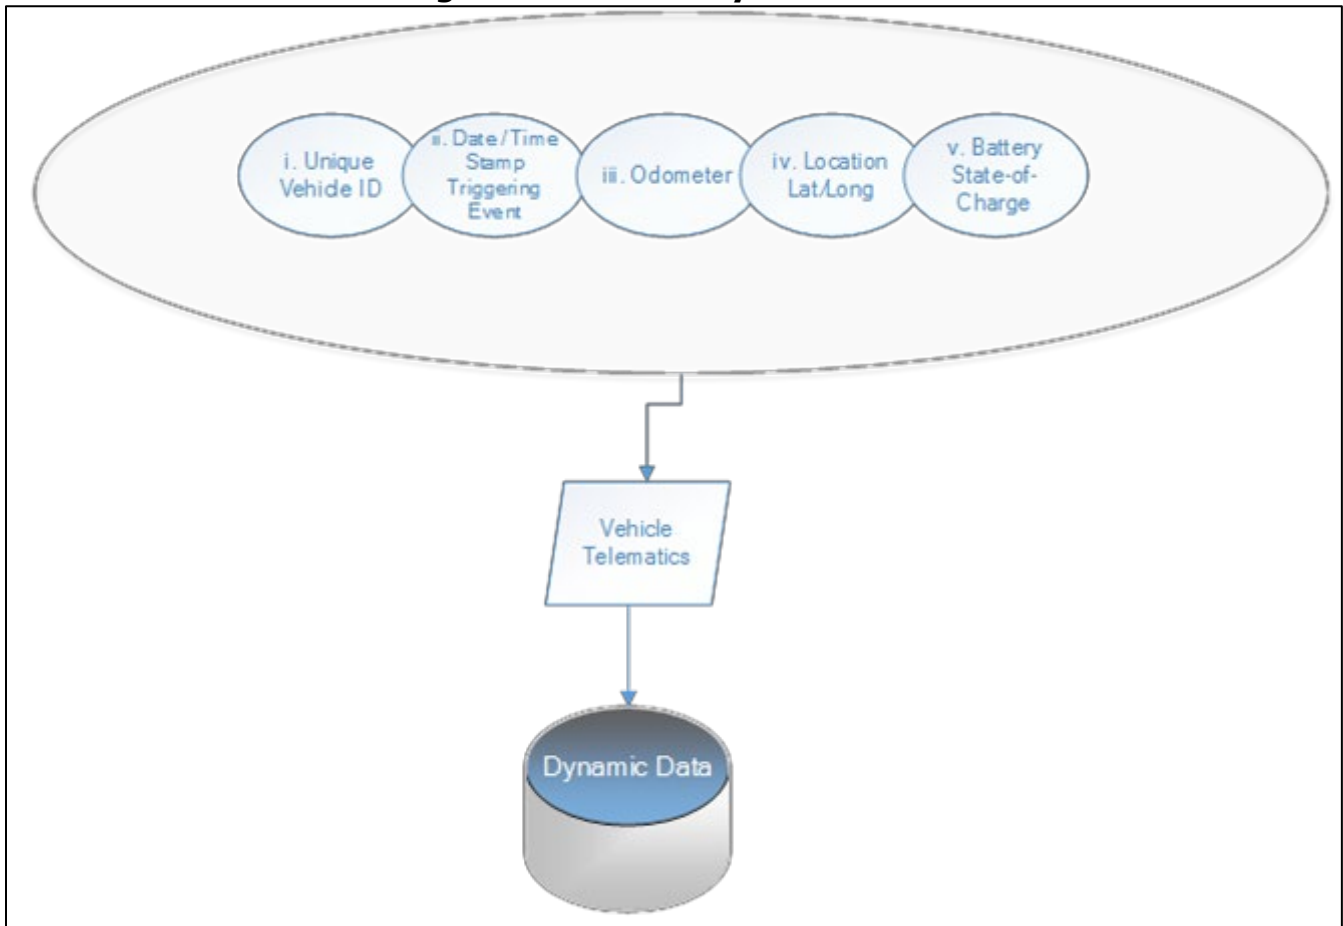 i. Unique
Vehicle ID
ii. Date/Time
Stamp
Triggering
Event
iii. Odometer
iv. Location
Lat/Long
v. Battery
State-of-
Charge
Vehicle
Telematics
Dynamic Data